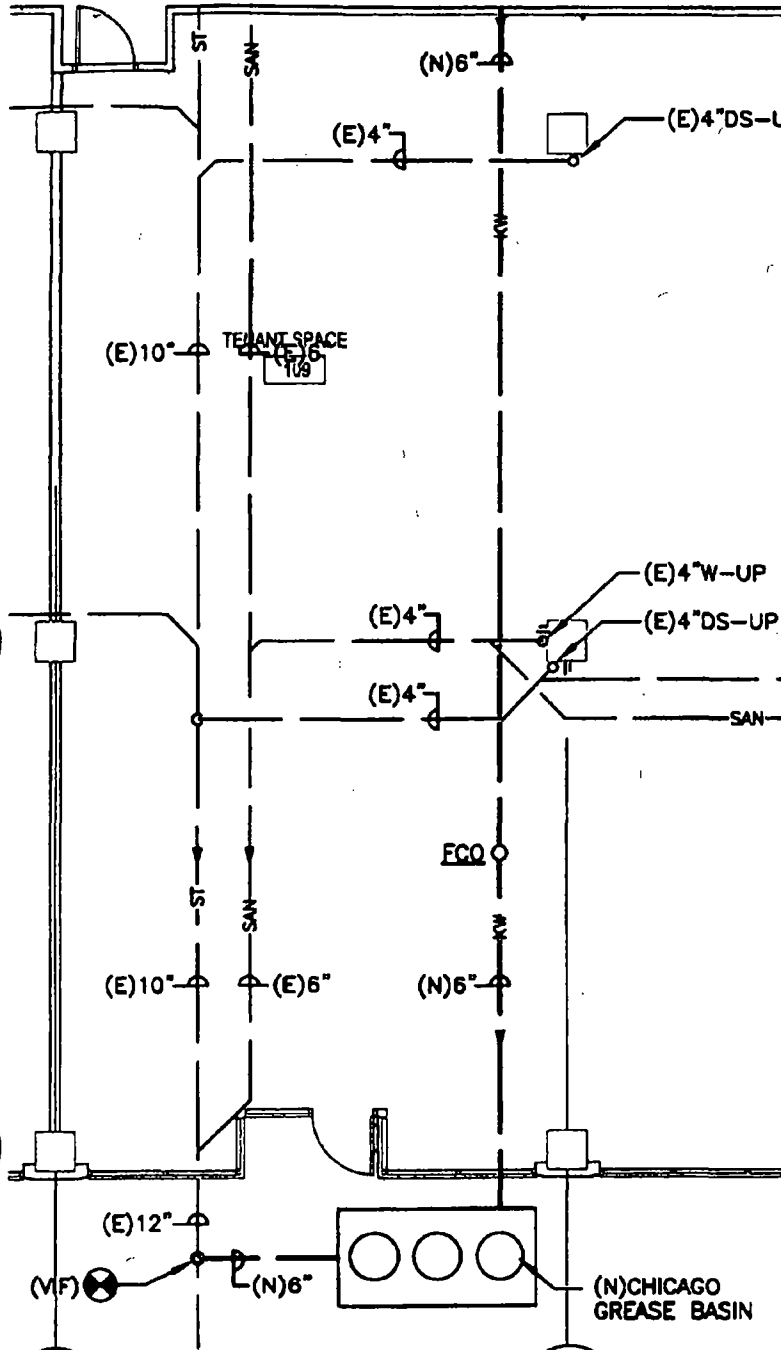 ST
SAN
(N)6"
(E)4"DS-U
(E)4"
KW
(E)10"
TENANT SPACE
(E)6"
109
(E)4"W-UP
(E)4"
(E)4"DS-UP
(E)4"
SAN
FCO
ST
SAN
KW
(E)10"
(E)6"
(N)6"
(E)12"
(VIF)
(N)6"
(N)CHICAGO
GREASE BASIN